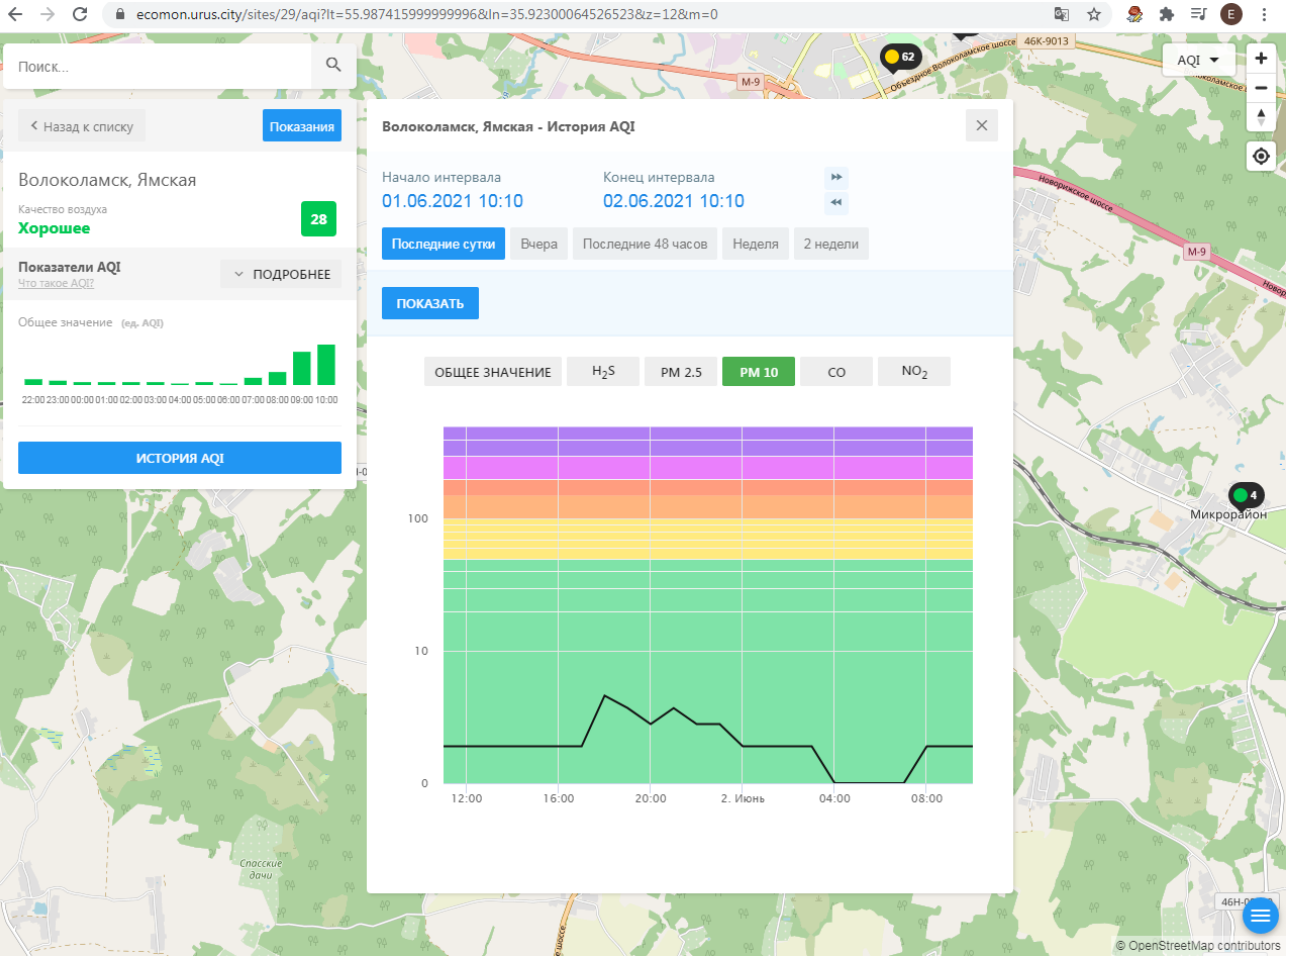 ecomon.urus.city/sites/29/aqi?lt=55.987415999999996&ln=35.92300064526523&z=12&m=0
E
Поиск...
Назад к списку
Показания
Волоколамск, Ямская
Качество воздуха
Хорошее
28
Показатели AQI
Что такое AQI?
ПОДРОБНЕЕ
Общее значение (ед. AQI)
22:00 23:00 00:00 01:00 02:00 03:00 04:00 05:00 06:00 07:00 08:00 09:00 10:00
ИСТОРИЯ AQI
Волоколамск, Ямская - История AQI
Начало интервала
01.06.2021 10:10
Конец интервала
02.06.2021 10:10
Последние сутки
Вчера
Последние 48 часов
Неделя
2 недели
ПОКАЗАТЬ
ОБЩЕЕ ЗНАЧЕНИЕ
H2S
PM 2.5
PM 10
CO
NO2
100
10
0
12:00
16:00
20:00
2. Июнь
04:00
08:00
M-9
62
Объездное Волоколамское шоссе
46К-9013
AQI
Новорижское шоссе
M-9
4
Микрорайон
Спасские
дачи
шоссе
© OpenStreetMap contributors